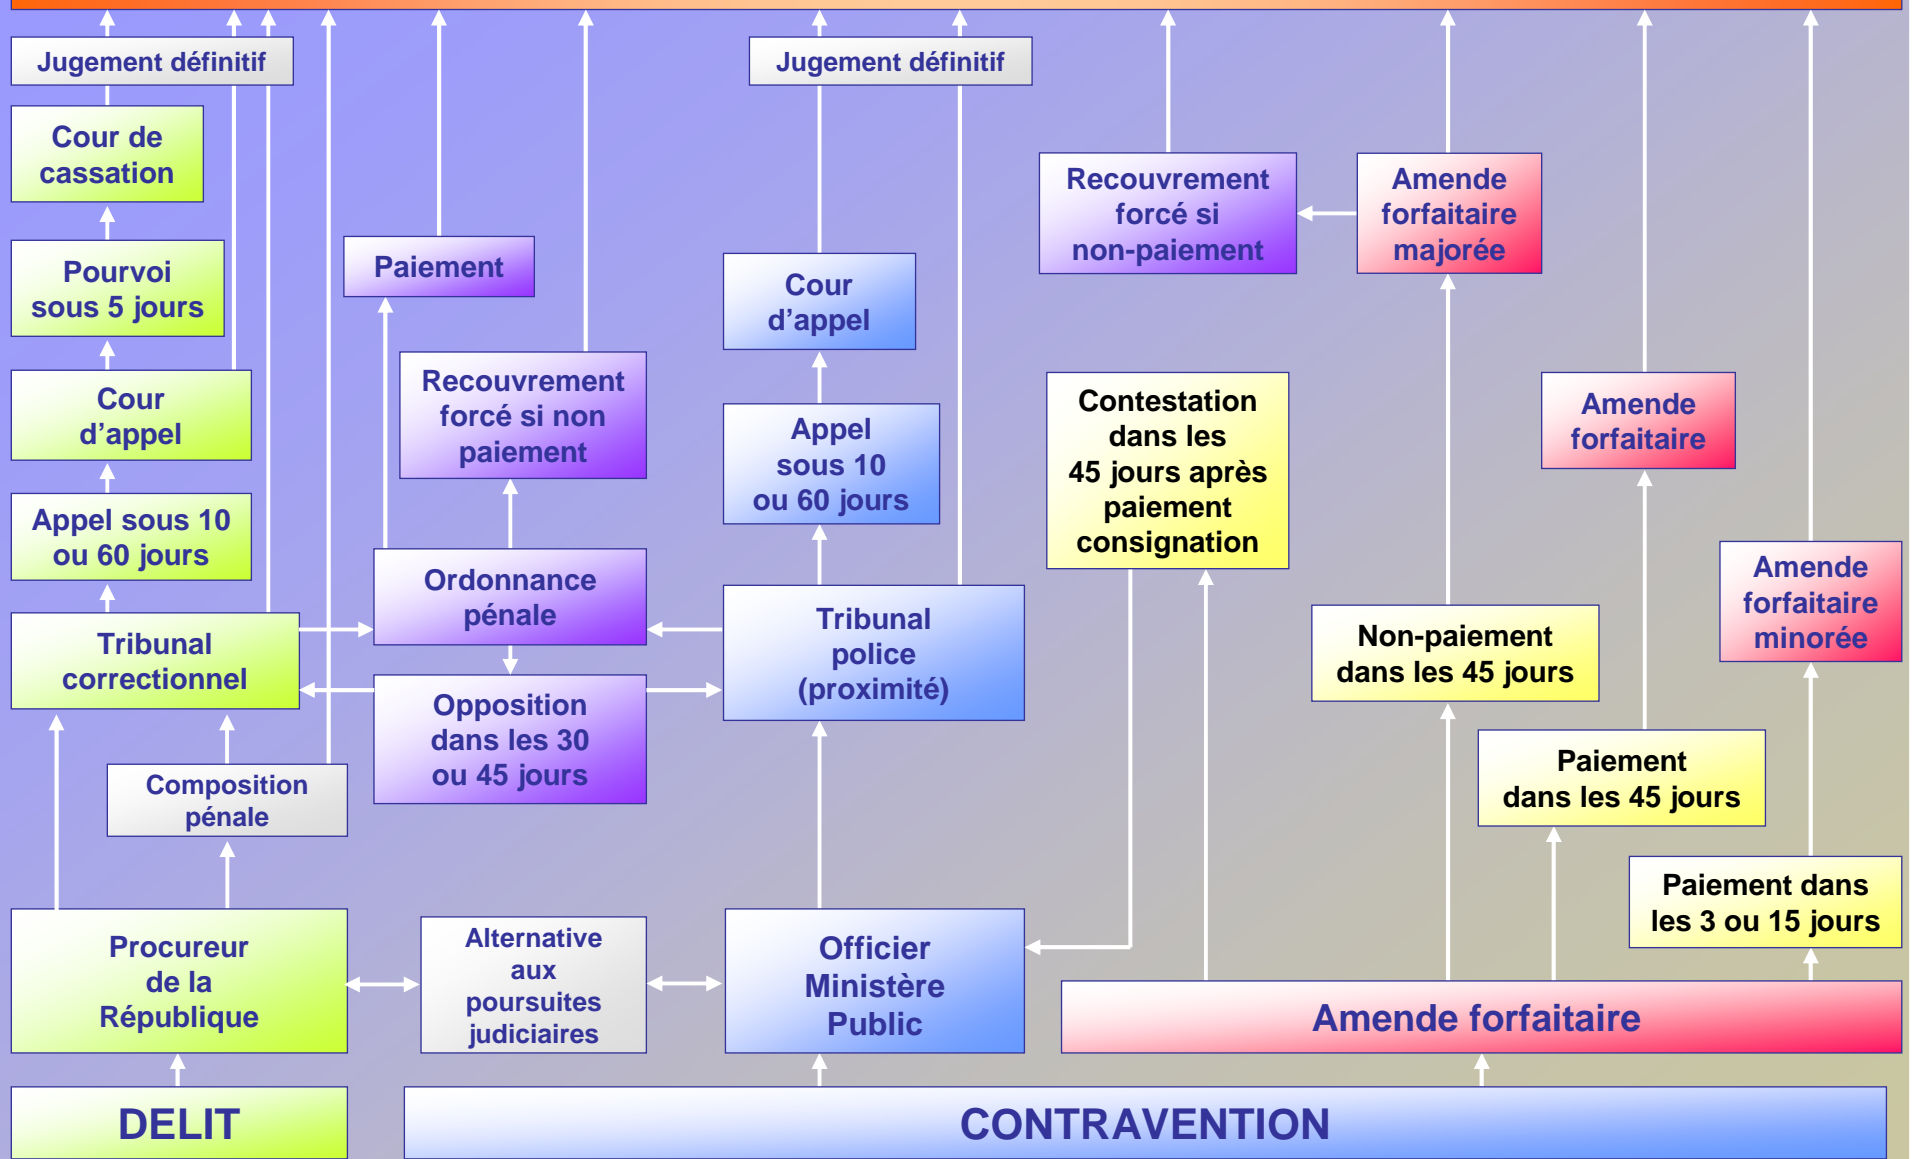 Jugement définitif
Jugement définitif
Cour de
cassation
Recouvrement
forcé si
non-paiement
Amende
forfaitaire
majorée
Pourvoi
sous 5 jours
Paiement
Cour
d’appel
Cour
d’appel
Recouvrement
forcé si non
paiement
Appel
sous 10
ou 60 jours
Contestation
dans les
45 jours après
paiement
consignation
Amende
forfaitaire
Appel sous 10
ou 60 jours
Ordonnance
pénale
Amende
forfaitaire
minorée
Tribunal
correctionnel
Tribunal
police
(proximité)
Non-paiement
dans les 45 jours
Opposition
dans les 30
ou 45 jours
Paiement
dans les 45 jours
Composition
pénale
Paiement dans
les 3 ou 15 jours
Procureur
de la
République
Alternative
aux
poursuites
judiciaires
Officier
Ministère
Public
Amende forfaitaire
DELIT
CONTRAVENTION